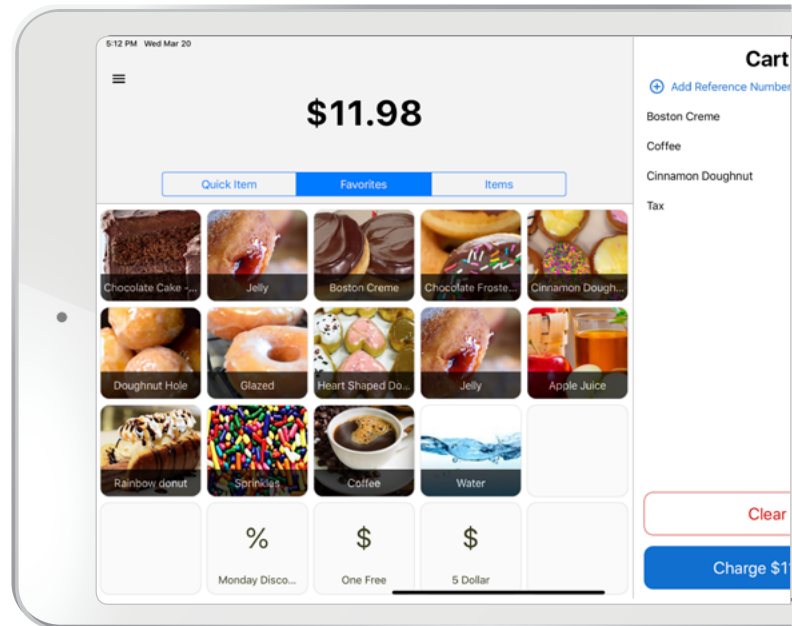 5:12 PM Wed Mar 20
$11.98
Quick Item Favorites Items
Chocolate Cake -... Jelly Boston Creme Chocolate Froste... Cinnamon Dough...
Doughnut Hole Glazed Heart Shaped Do... Jelly Apple Juice
Rainbow donut Sprinkles Coffee Water
% $ $
Monday Disco... One Free 5 Dollar
Cart
Add Reference Number
Boston Creme
Coffee
Cinnamon Doughnut
Tax
Clear
Charge $1